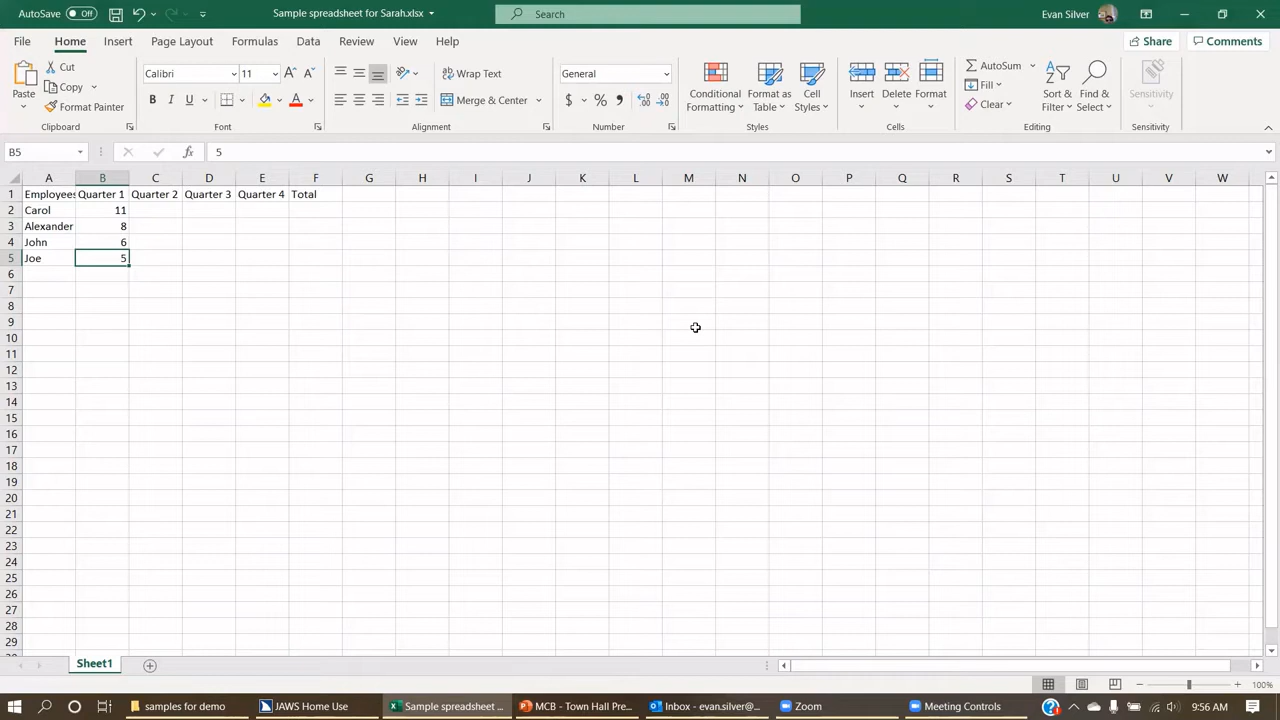 AutoSave Off Sample spreadsheet for Sarah.xlsx Search Evan Silver
File Home Insert Page Layout Formulas Data Review View Help Share Comments
Paste Cut Copy Format Painter
Calibri 11 B I U A A A
Wrap Text Merge & Center
General $ % ,
Conditional Formatting Format as Table Cell Styles
Insert Delete Format
AutoSum Fill Clear Sort & Filter Find & Select
Sensitivity
Clipboard Font Alignment Number Styles Cells Editing Sensitivity
B5 fx 5
A B C D E F G H I J K L M N O P Q R S T U V W
1 Employees Quarter 1 Quarter 2 Quarter 3 Quarter 4 Total
2 Carol 11
3 Alexander 8
4 John 6
5 Joe 5
6
7
8
9
10
11
12
13
14
15
16
17
18
19
20
21
22
23
24
25
26
27
28
29
Sheet1
100%
samples for demo JAWS Home Use Sample spreadsheet ... MCB - Town Hall Pre... Inbox - evan.silver@... Zoom Meeting Controls 9:56 AM